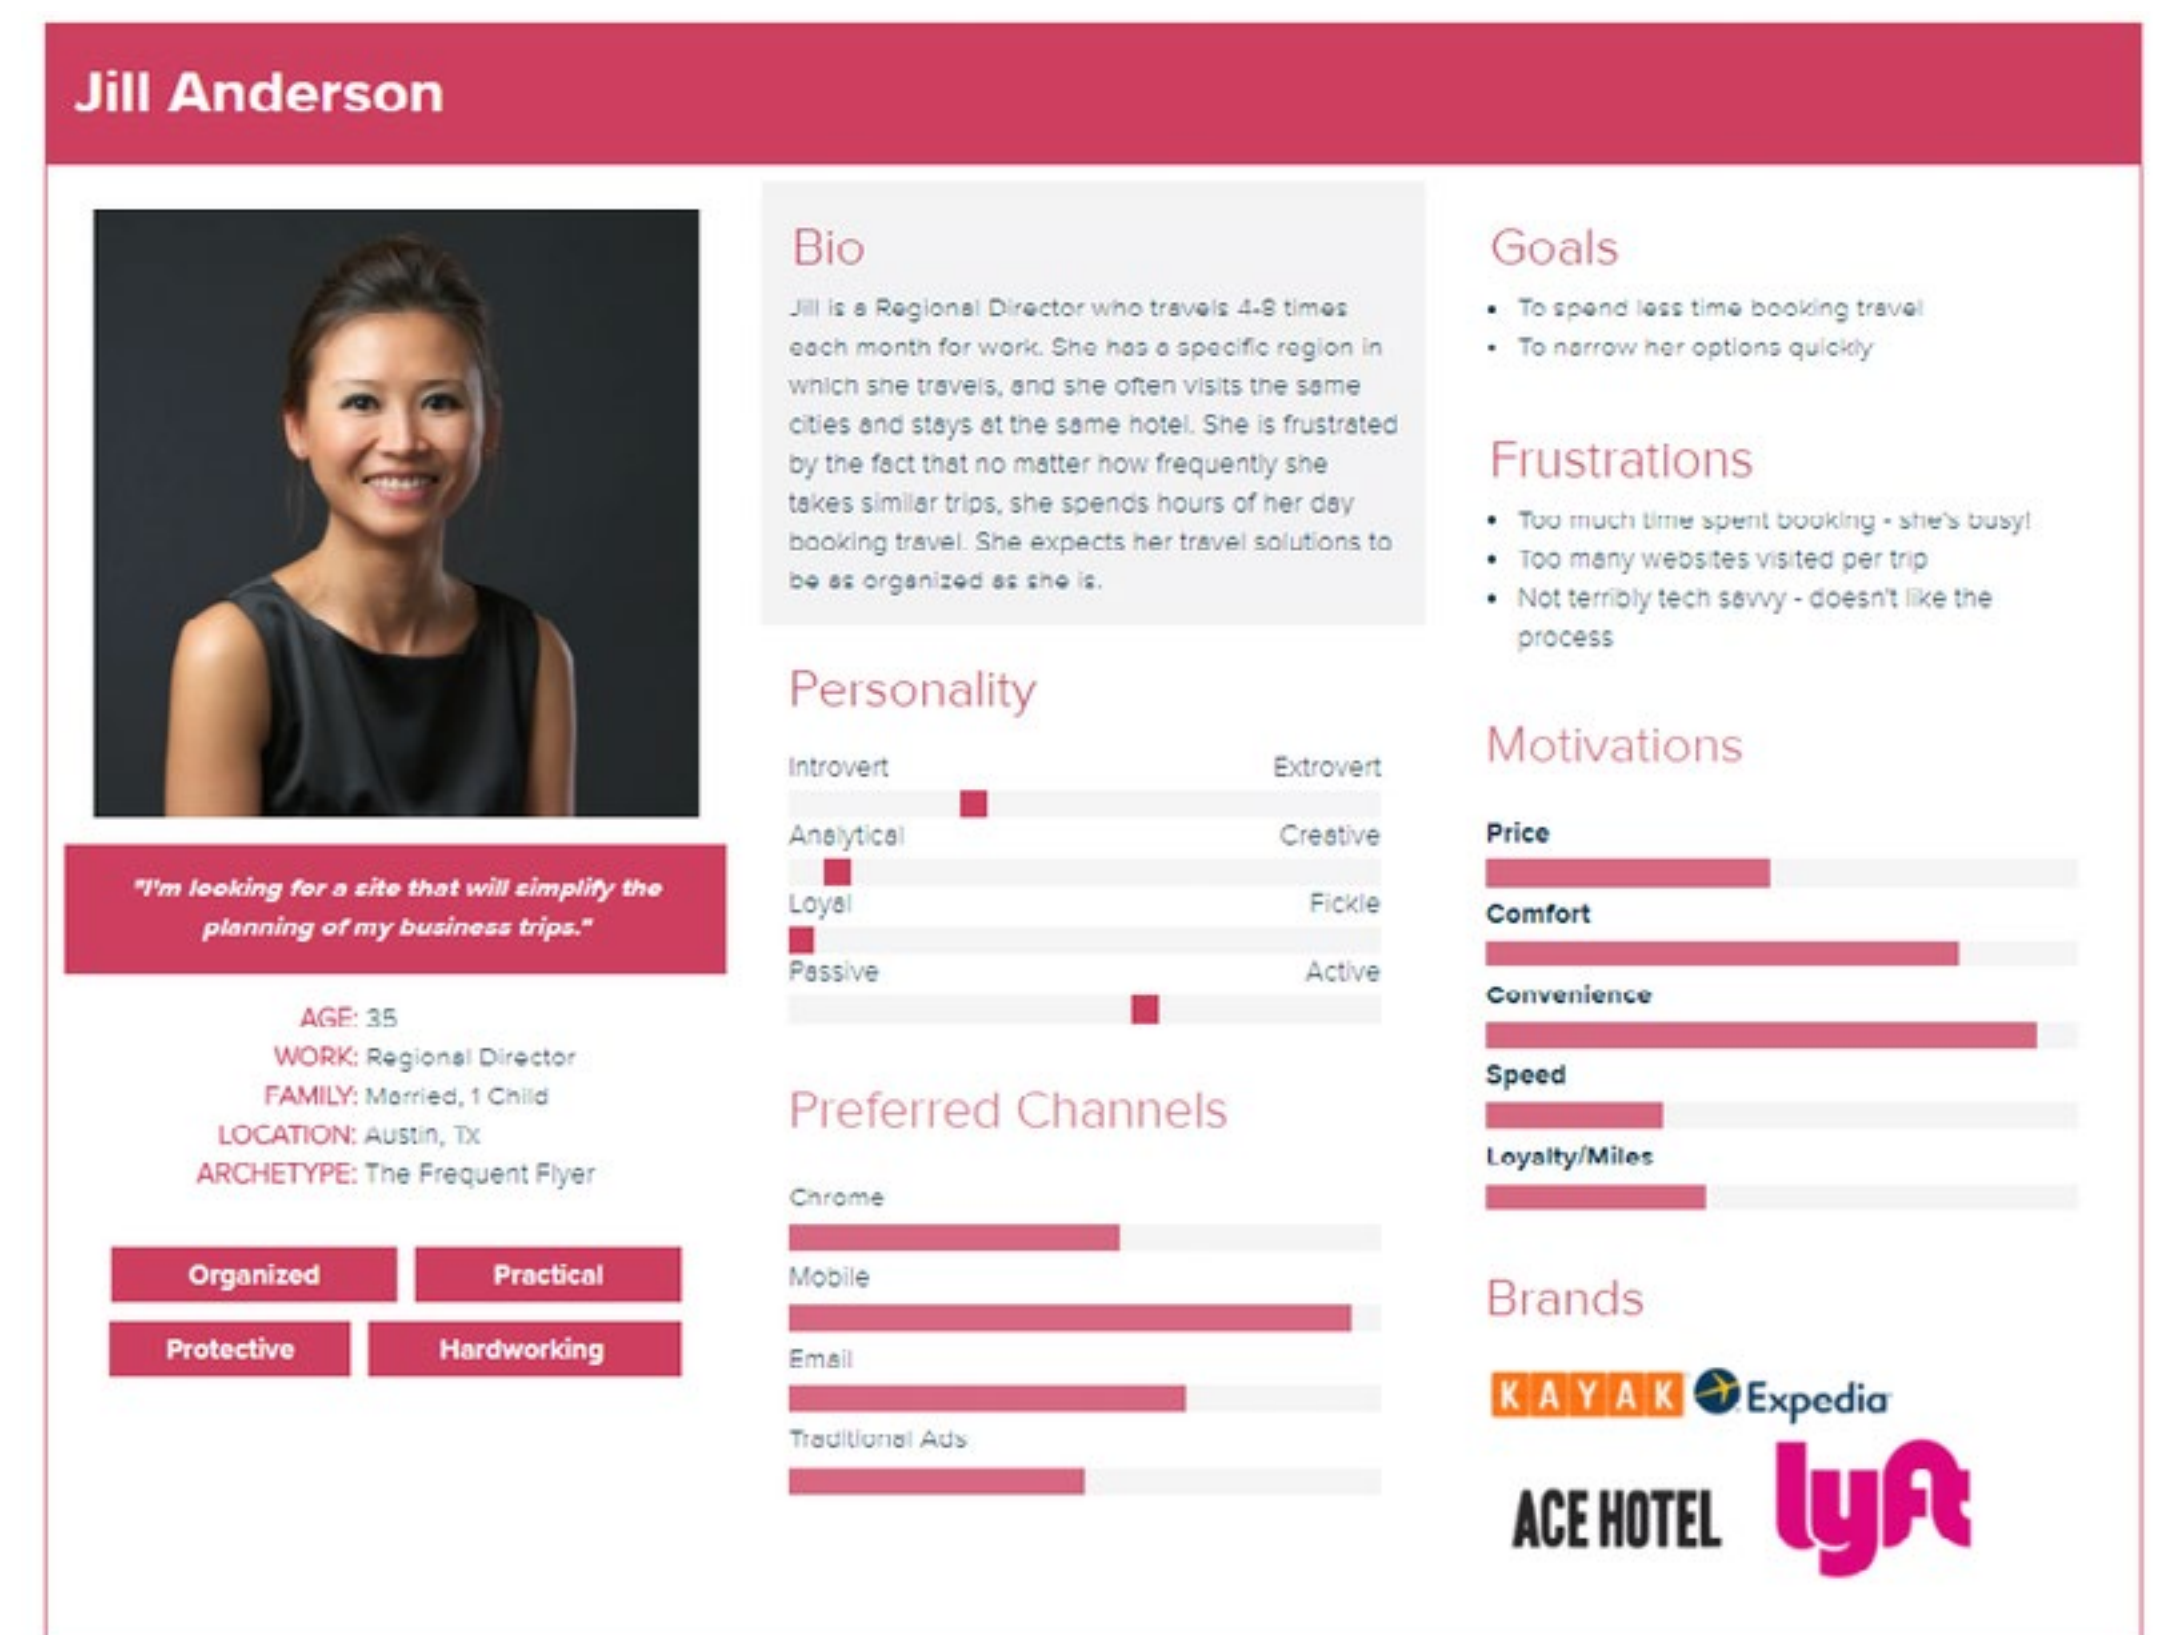 Jill Anderson
"I'm looking for a site that will simplify the
planning of my business trips."
AGE: 35
WORK: Regional Director
FAMILY: Married, 1 Child
LOCATION: Austin, Tx
ARCHETYPE: The Frequent Flyer
Organized
Practical
Protective
Hardworking
Bio
Jill is a Regional Director who travels 4-8 times
each month for work. She has a specific region in
which she travels, and she often visits the same
cities and stays at the same hotel. She is frustrated
by the fact that no matter how frequently she
takes similar trips, she spends hours of her day
booking travel. She expects her travel solutions to
be as organized as she is.
Personality
Introvert Extrovert
Analytical Creative
Loyal Fickle
Passive Active
Preferred Channels
Chrome
Mobile
Email
Traditional Ads
Goals
• To spend less time booking travel
• To narrow her options quickly
Frustrations
• Too much time spent booking - she's busy!
• Too many websites visited per trip
• Not terribly tech savvy - doesn't like the
process
Motivations
Price
Comfort
Convenience
Speed
Loyalty/Miles
Brands
KAYAK Expedia
ACE HOTEL lyft